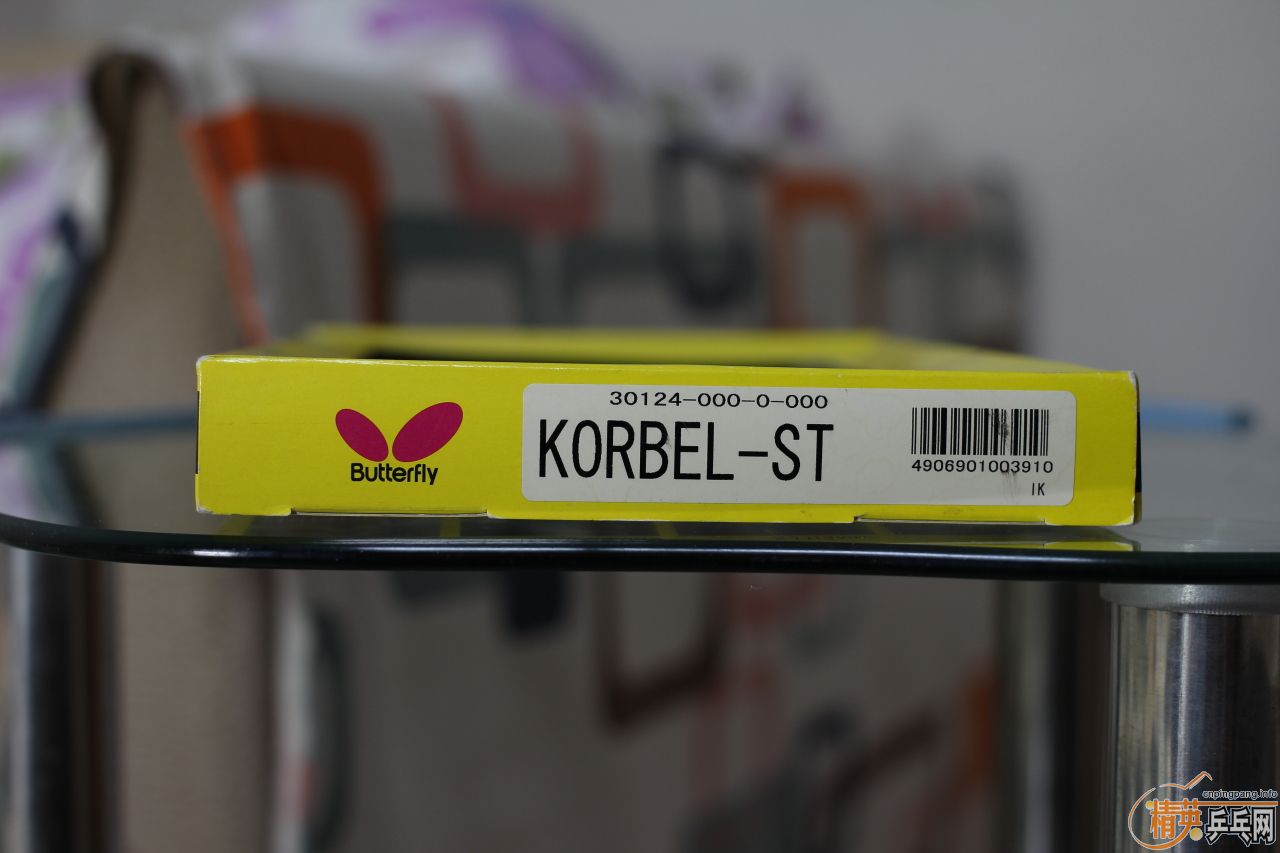 Butterfly
30124-000-0-000
KORBEL-ST
4906901003910
IK
cnpingpang.info
精英乒乓网